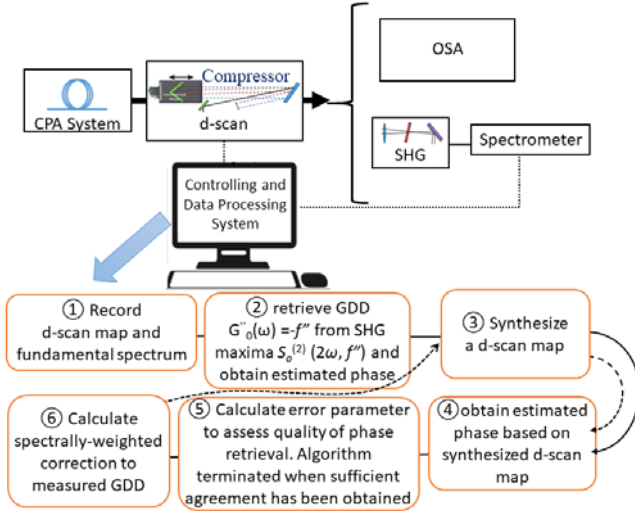 Compressor
OSA
CPA System
d-scan
SHG
Spectrometer
Controlling and
Data Processing
System
① Record
d-scan map and
fundamental spectrum
② retrieve GDD
G''₀(ω) =-f'' from SHG
maxima Sₒ⁽²⁾ (2ω, f'') and
obtain estimated phase
③ Synthesize
a d-scan map
④ obtain estimated
phase based on
synthesized d-scan
map
⑤ Calculate error parameter
to assess quality of phase
retrieval. Algorithm
terminated when sufficient
agreement has been obtained
⑥ Calculate
spectrally-weighted
correction to
measured GDD